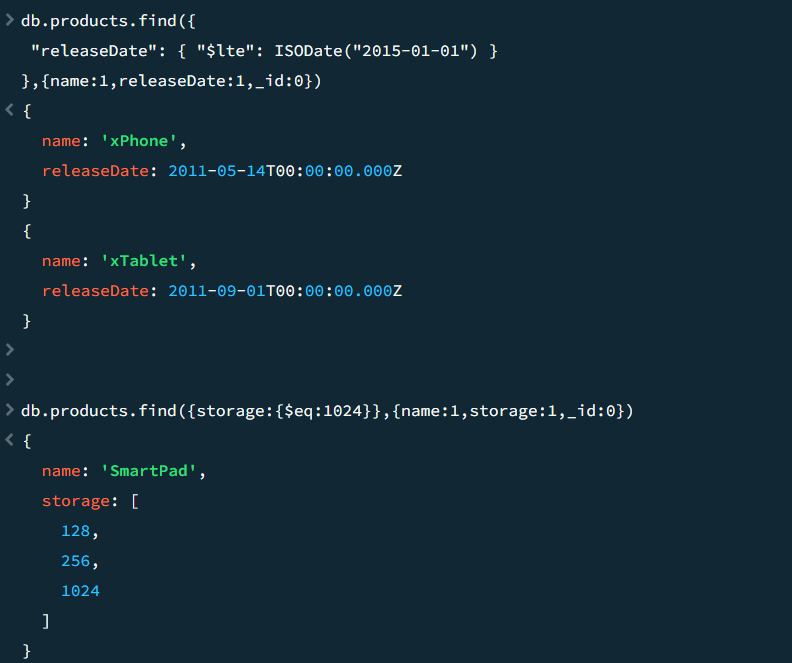 > db.products.find({
"releaseDate": { "$lte": ISODate("2015-01-01") }
},{name:1,releaseDate:1,_id:0})
< {
name: 'xPhone',
releaseDate: 2011-05-14T00:00:00.000Z
}
{
name: 'xTablet',
releaseDate: 2011-09-01T00:00:00.000Z
}
>
>
> db.products.find({storage:{$eq:1024}},{name:1,storage:1,_id:0})
< {
name: 'SmartPad',
storage: [
128,
256,
1024
]
}